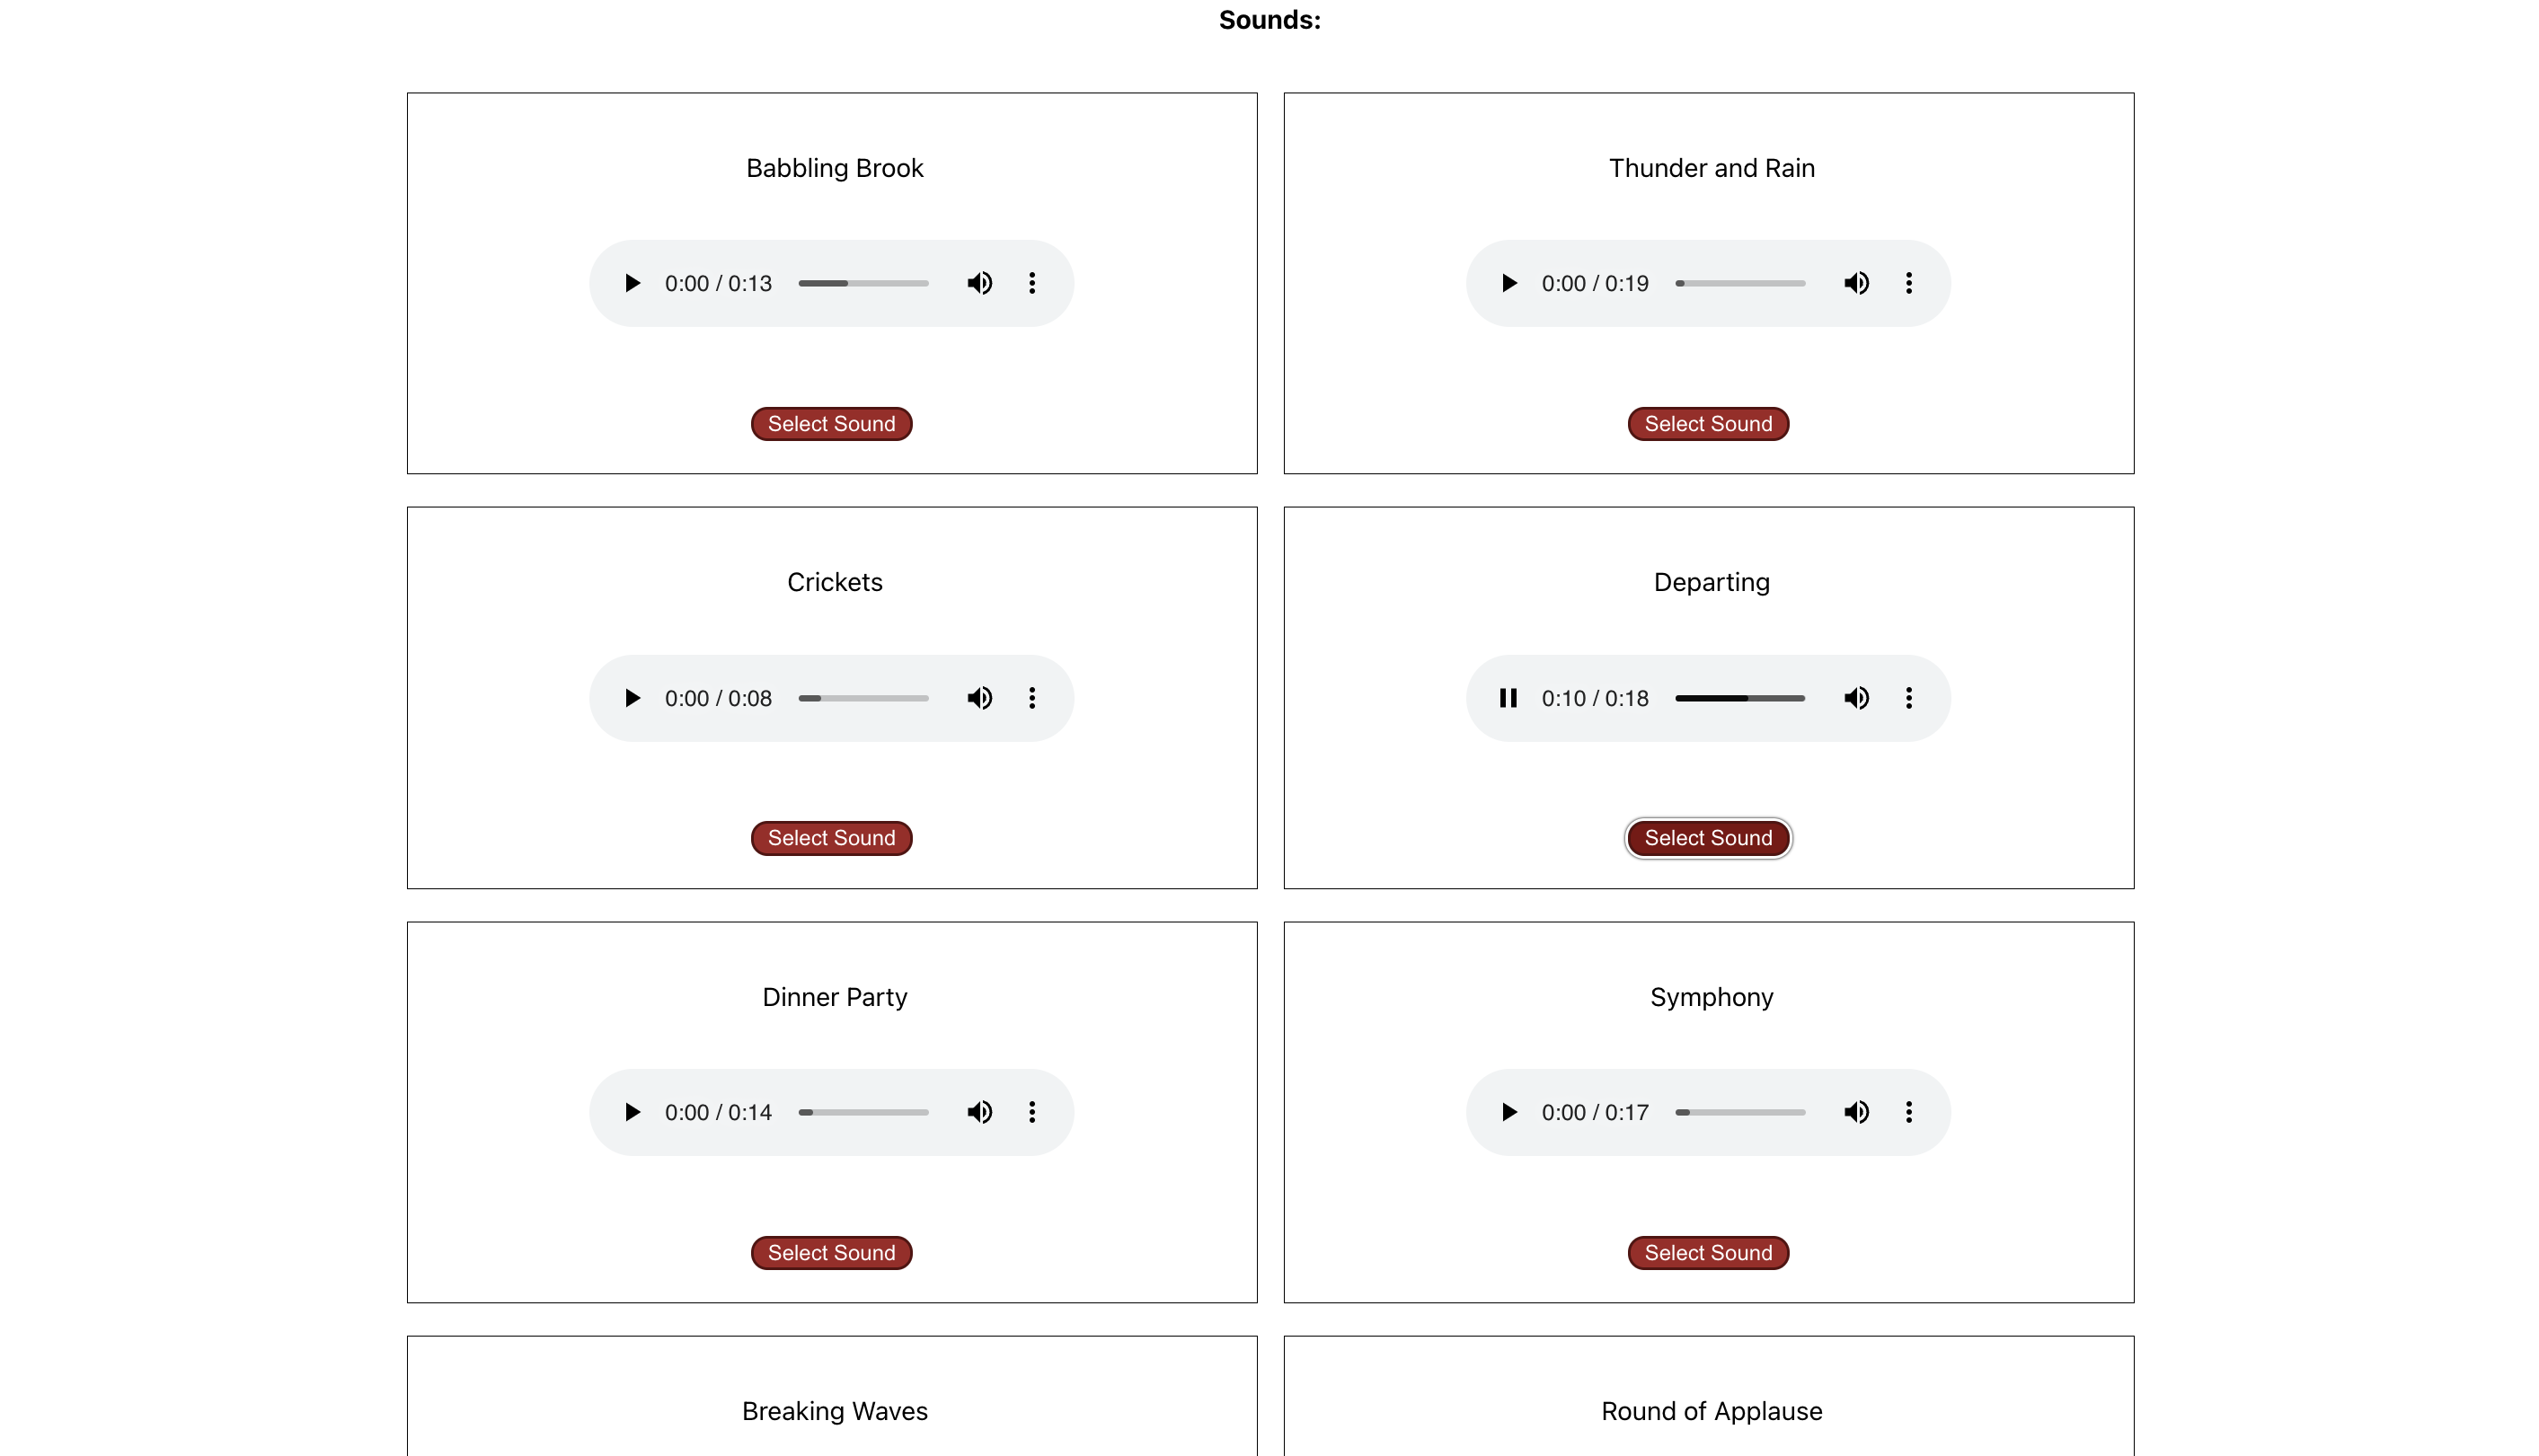 Sounds:
Babbling Brook
0:00 / 0:13
Select Sound
Thunder and Rain
0:00 / 0:19
Select Sound
Crickets
0:00 / 0:08
Select Sound
Departing
0:10 / 0:18
Select Sound
Dinner Party
0:00 / 0:14
Select Sound
Symphony
0:00 / 0:17
Select Sound
Breaking Waves
Round of Applause